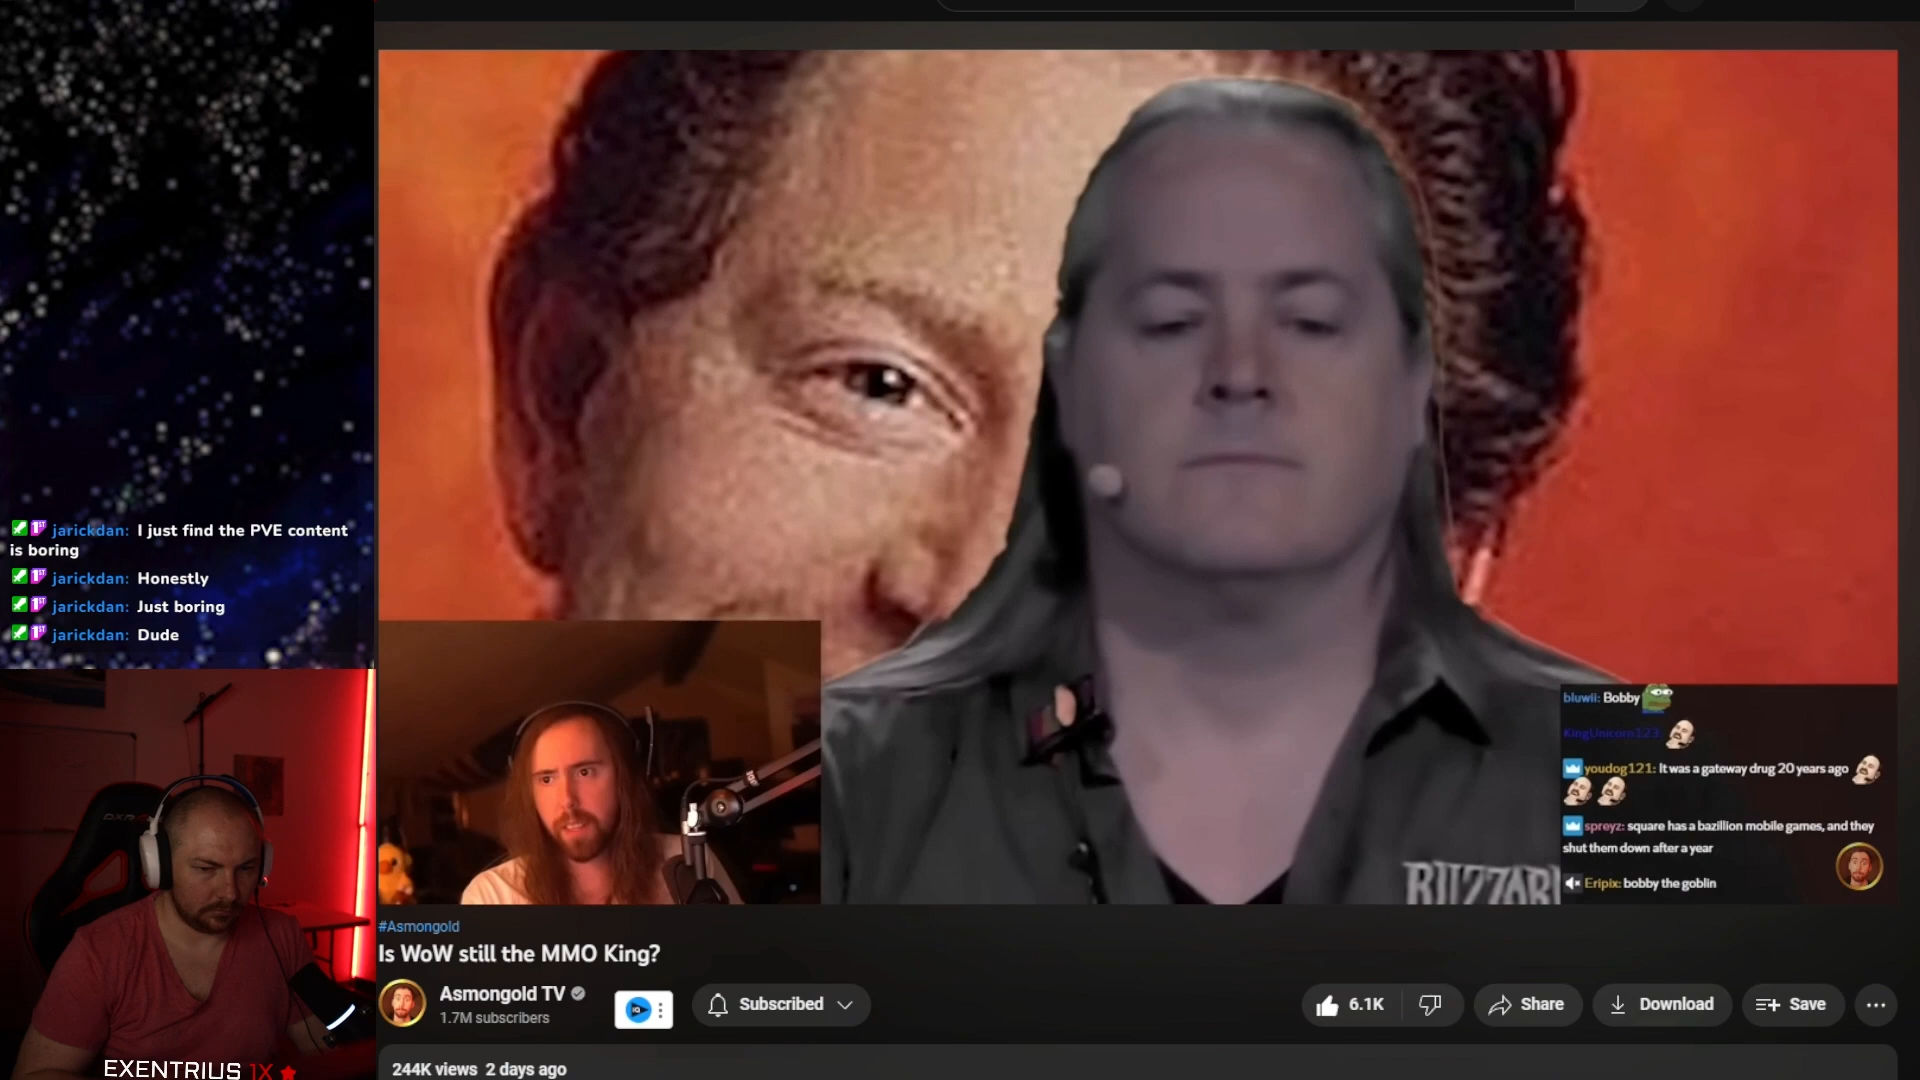 jarickdan: I just find the PVE content
is boring
jarickdan: Honestly
jarickdan: Just boring
jarickdan: Dude
EXENTRIUS 1X
bluwii: Bobby
KingUnicorn123:
youdog121: It was a gateway drug 20 years ago
spreyz: square has a bazillion mobile games, and they
shut them down after a year
Eripix: bobby the goblin
#Asmongold
Is WoW still the MMO King?
Asmongold TV
1.7M subscribers
Subscribed
6.1K
Share
Download
Save
244K views 2 days ago